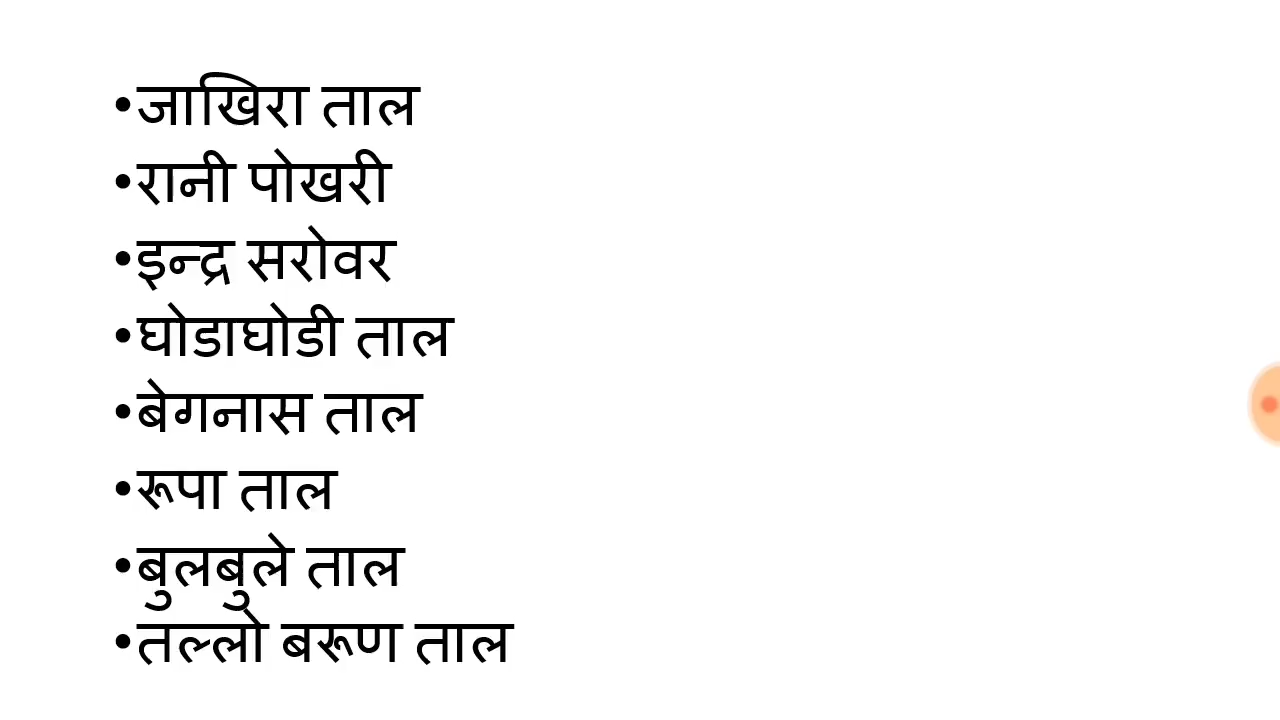 •जाखिरा ताल
•रानी पोखरी
•इन्द्र सरोवर
•घोडाघोडी ताल
•बेगनास ताल
•रूपा ताल
•बुलबुले ताल
•तल्लो बरूण ताल